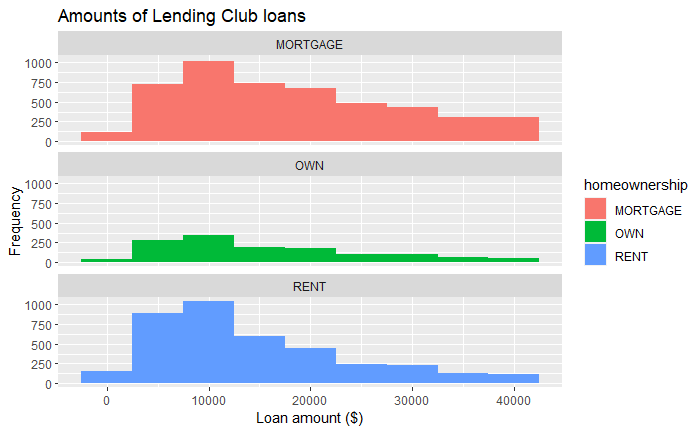 Amounts of Lending Club loans
MORTGAGE
1000
750
500
250
0
OWN
1000
750
500
250
0
RENT
1000
750
500
250
0
0 10000 20000 30000 40000
Loan amount ($)
Frequency
homeownership
MORTGAGE
OWN
RENT